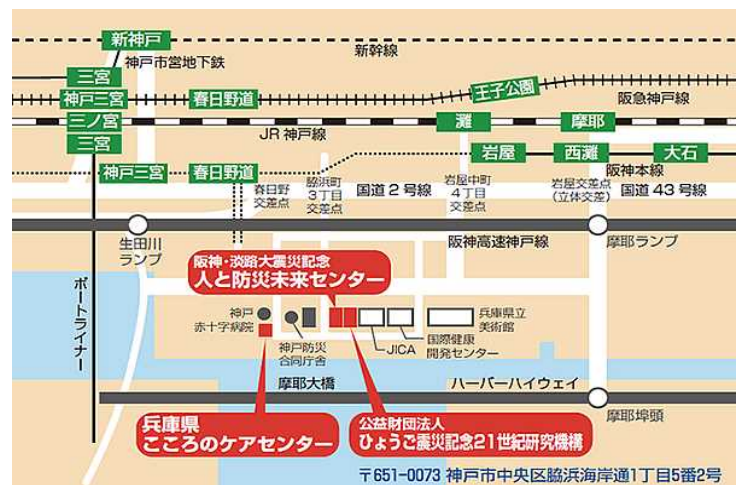 新神戸
新幹線
神戸市営地下鉄
三宮
神戸三宮
春日野道
王子公園
阪急神戸線
三ノ宮
JR 神戸線
灘
摩耶
三宮
岩屋
西灘
大石
阪神本線
神戸三宮
春日野道
春日野
交差点
脇浜町
3丁目
交差点
国道2号線
岩屋中町
4丁目
交差点
岩屋交差点
(立体交差)
国道 43 号線
生田川
ランプ
阪神高速神戸線
摩耶ランプ
ポートライナー
阪神・淡路大震災記念
人と防災未来センター
神戸
赤十字病院
神戸防災
合同庁舎
JICA
国際健康
開発センター
兵庫県立
美術館
摩耶大橋
ハーバーハイウェイ
摩耶埠頭
兵庫県
こころのケアセンター
公益財団法人
ひょうご震災記念21世紀研究機構
〒651-0073 神戸市中央区脇浜海岸通1丁目5番2号